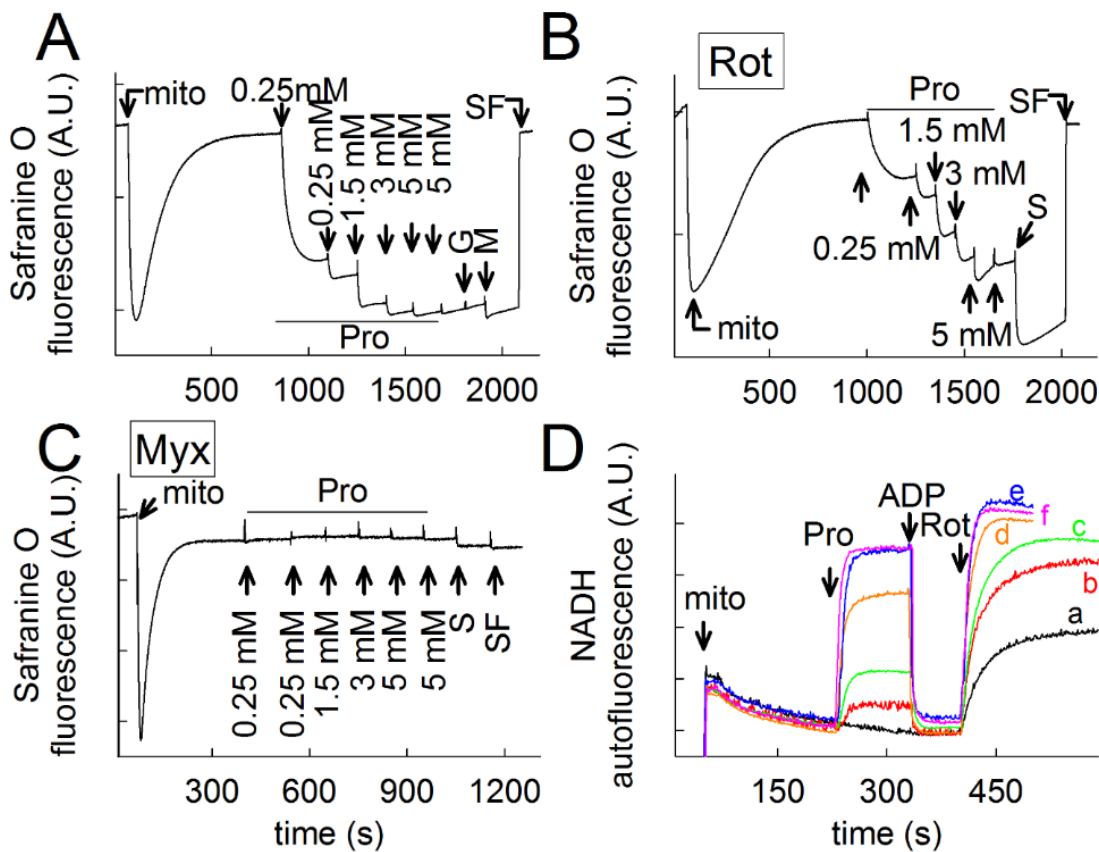 A
Safranine O
fluorescence (A.U.)
mito
0.25mM
0.25 mM
1.5 mM
3 mM
5 mM
5 mM
G
M
SF
Pro
500
1000
1500
2000
B
Rot
Safranine O
fluorescence (A.U.)
Pro
SF
1.5 mM
3 mM
S
0.25 mM
mito
5 mM
500
1000
1500
2000
C
Myx
Safranine O
fluorescence (A.U.)
mito
Pro
0.25 mM
0.25 mM
1.5 mM
3 mM
5 mM
5 mM
S
SF
300
600
900
1200
time (s)
D
NADH
autofluorescence (A.U.)
mito
Pro
ADP
Rot
e
f
d
c
b
a
150
300
450
time (s)